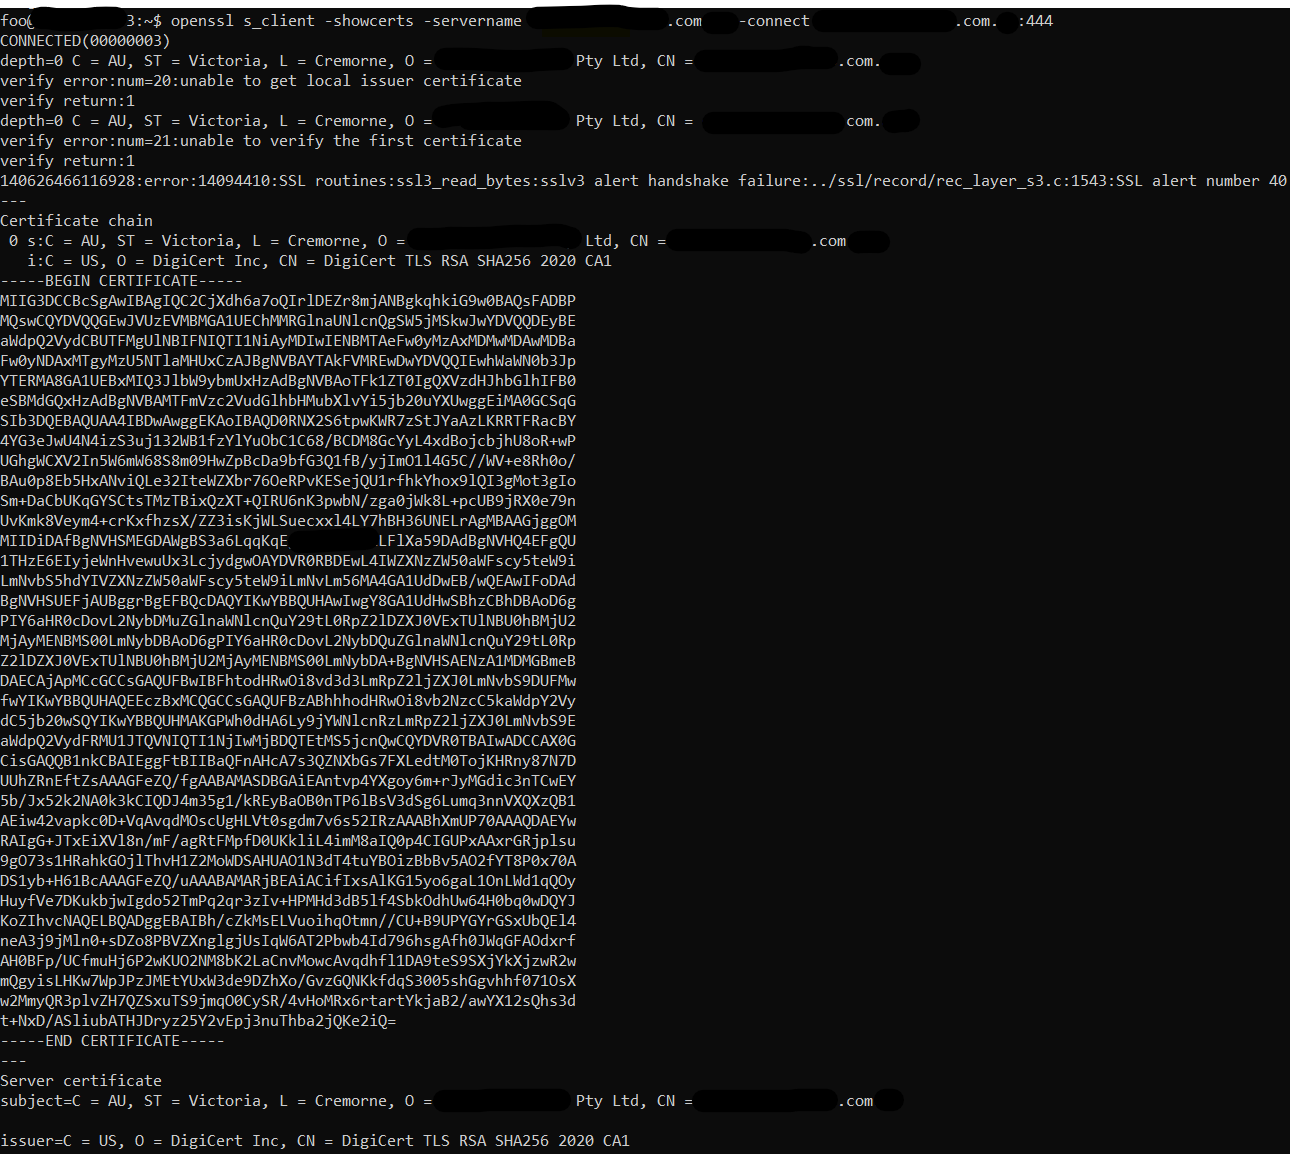 foo 3:~$ openssl s_client -showcerts -servername .com -connect .com. :444
CONNECTED(00000003)
depth=0 C = AU, ST = Victoria, L = Cremorne, O = Pty Ltd, CN = .com.
verify error:num=20:unable to get local issuer certificate
verify return:1
depth=0 C = AU, ST = Victoria, L = Cremorne, O = Pty Ltd, CN = com.
verify error:num=21:unable to verify the first certificate
verify return:1
140626466116928:error:14094410:SSL routines:ssl3_read_bytes:sslv3 alert handshake failure:../ssl/record/rec_layer_s3.c:1543:SSL alert number 40
---
Certificate chain
0 s:C = AU, ST = Victoria, L = Cremorne, O = Ltd, CN = .com
i:C = US, O = DigiCert Inc, CN = DigiCert TLS RSA SHA256 2020 CA1
-----BEGIN CERTIFICATE-----
MIIG3DCCBcSgAwIBAgIQC2CjXdh6a7oQIrlDEZr8mjANBgkqhkiG9w0BAQsFADBP
MQswCQYDVQQGEwJVUzEVMBMGA1UEChMMRGlnaUNlcnQgSW5jMSkwJwYDVQQDEyBE
aWdpQ2VydCBUTFMgUlNBIFNIQTI1NiAyMDIwIENBMTAeFw0yMzAxMDMwMDAwMDBa
Fw0yNDAxMTgyMzU5NTlaMHUxCzAJBgNVBAYTAkFVMREwDwYDVQQIEwhWaWN0b3Jp
YTERMA8GA1UEBxMIQ3JlbW9ybmUxHzAdBgNVBAoTFk1ZT0IgQXVzdHJhbGlhIFB0
eSBMdGQxHzAdBgNVBAMTFmVzc2VudGlhbHMubXlvYi5jb20uYXUwggEiMA0GCSqG
SIb3DQEBAQUAA4IBDwAwggEKAoIBAQD0RNX2S6tpwKWR7zStJYaAzLKRRTFRacBY
4YG3eJwU4N4izS3uj132WB1fzYlYuObC1C68/BCDM8GcYyL4xdBojcbjhU8oR+wP
UGhgWCXV2In5W6mW68S8m09HwZpBcDa9bfG3Q1fB/yjImO1l4G5C//WV+e8Rh0o/
BAu0p8Eb5HxANviQLe32IteWZXbr76OeRPvKESejQU1rfhkYhox9lQI3gMot3gIo
Sm+DaCbUKqGYSCtsTMzTBixQzXT+QIRU6nK3pwbN/zga0jWk8L+pcUB9jRX0e79n
UvKmk8Veym4+crKxfhzsX/ZZ3isKjWLSuecxxl4LY7hBH36UNELrAgMBAAGjggOM
MIIDiDAfBgNVHSMEGDAWgBS3a6LqqKqE LFlXa59DAdBgNVHQ4EFgQU
1THzE6EIyjeWnHvewuUx3LcjydgwOAYDVR0RBDEwL4IWZXNzZW50aWFscy5teW9i
LmNvbS5hdYIVZXNzZW50aWFscy5teW9iLmNvLm56MA4GA1UdDwEB/wQEAwIFoDAd
BgNVHSUEFjAUBggrBgEFBQcDAQYIKwYBBQUHAwIwgY8GA1UdHwSBhzCBhDBAoD6g
PIY6aHR0cDovL2NybDMuZGlnaWNlcnQuY29tL0RpZ2lDZXJ0VExTUlNBU0hBMjU2
MjAyMENBMS00LmNybDBAoD6gPIY6aHR0cDovL2NybDQuZGlnaWNlcnQuY29tL0Rp
Z2lDZXJ0VExTUlNBU0hBMjU2MjAyMENBMS00LmNybDA+BgNVHSAENzA1MDMGBmeB
DAECAjApMCcGCCsGAQUFBwIBFhtodHRwOi8vd3d3LmRpZ2ljZXJ0LmNvbS9DUFMw
fwYIKwYBBQUHAQEEczBxMCQGCCsGAQUFBzABhhhodHRwOi8vb2NzcC5kaWdpY2Vy
dC5jb20wSQYIKwYBBQUHMAKGPWh0dHA6Ly9jYWNlcnRzLmRpZ2ljZXJ0LmNvbS9E
aWdpQ2VydFRMU1JTQVNIQTI1NjIwMjBDQTEtMS5jcnQwCQYDVR0TBAIwADCCAX0G
CisGAQQB1nkCBAIEggFtBIIBaQFnAHcA7s3QZNXbGs7FXLedtM0TojKHRny87N7D
UUhZRnEftZsAAAGFeZQ/fgAABAMASDBGAiEAntvp4YXgoy6m+rJyMGdic3nTCwEY
5b/Jx52k2NA0k3kCIQDJ4m35g1/kREyBaOB0nTP6lBsV3dSg6Lumq3nnVXQXzQB1
AEiw42vapkc0D+VqAvqdMOscUgHLVt0sgdm7v6s52IRzAAABhXmUP70AAAQDAEYw
RAIgG+JTxEiXVl8n/mF/agRtFMpfD0UKkliL4imM8aIQ0p4CIGUPxAAxrGRjplsu
9gO73s1HRahkGOjlThvH1Z2MoWDSAHUAO1N3dT4tuYBOizBbBv5AO2fYT8P0x70A
DS1yb+H61BcAAAGFeZQ/uAAABAMARjBEAiACifIxsAlKG15yo6gaL1OnLWd1qQOy
HuyfVe7DKukbjwIgdo52TmPq2qr3zIv+HPMHd3dB5lf4SbkOdhUw64H0bq0wDQYJ
KoZIhvcNAQELBQADggEBAIBh/cZkMsELVuoihqOtmn//CU+B9UPYGYrGSxUbQEl4
neA3j9jMln0+sDZo8PBVZXnglgjUsIqW6AT2Pbwb4Id796hsgAfh0JWqGFAOdxrf
AH0BFp/UCfmuHj6P2wKUO2NM8bK2LaCnvMowcAvqdhfl1DA9teS9SXjYkXjzwR2w
mQgyisLHKw7WpJPzJMEtYUxW3de9DZhXo/GvzGQNKkfdqS3005shGgvhhf071OsX
w2MmyQR3plvZH7QZSxuTS9jmqO0CySR/4vHoMRx6rtartYkjaB2/awYX12sQhs3d
t+NxD/ASliubATHJDryz25Y2vEpj3nuThba2jQKe2iQ=
-----END CERTIFICATE-----
---
Server certificate
subject=C = AU, ST = Victoria, L = Cremorne, O = Pty Ltd, CN = .com
issuer=C = US, O = DigiCert Inc, CN = DigiCert TLS RSA SHA256 2020 CA1